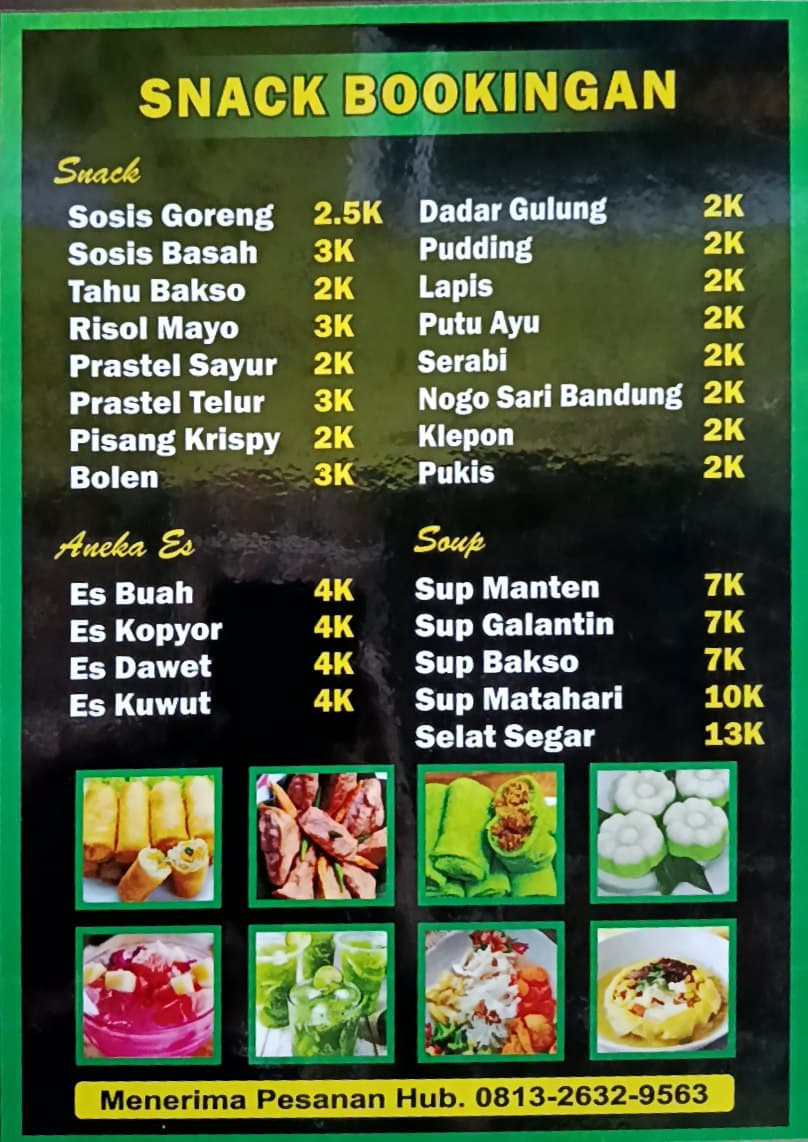 SNACK BOOKINGAN
Snack
Sosis Goreng 2.5K
Sosis Basah 3K
Tahu Bakso 2K
Risol Mayo 3K
Prastel Sayur 2K
Prastel Telur 3K
Pisang Krispy 2K
Bolen 3K
Dadar Gulung 2K
Pudding 2K
Lapis 2K
Putu Ayu 2K
Serabi 2K
Nogo Sari Bandung 2K
Klepon 2K
Pukis 2K
Aneka Es
Es Buah 4K
Es Kopyor 4K
Es Dawet 4K
Es Kuwut 4K
Soup
Sup Manten 7K
Sup Galantin 7K
Sup Bakso 7K
Sup Matahari 10K
Selat Segar 13K
Menerima Pesanan Hub. 0813-2632-9563